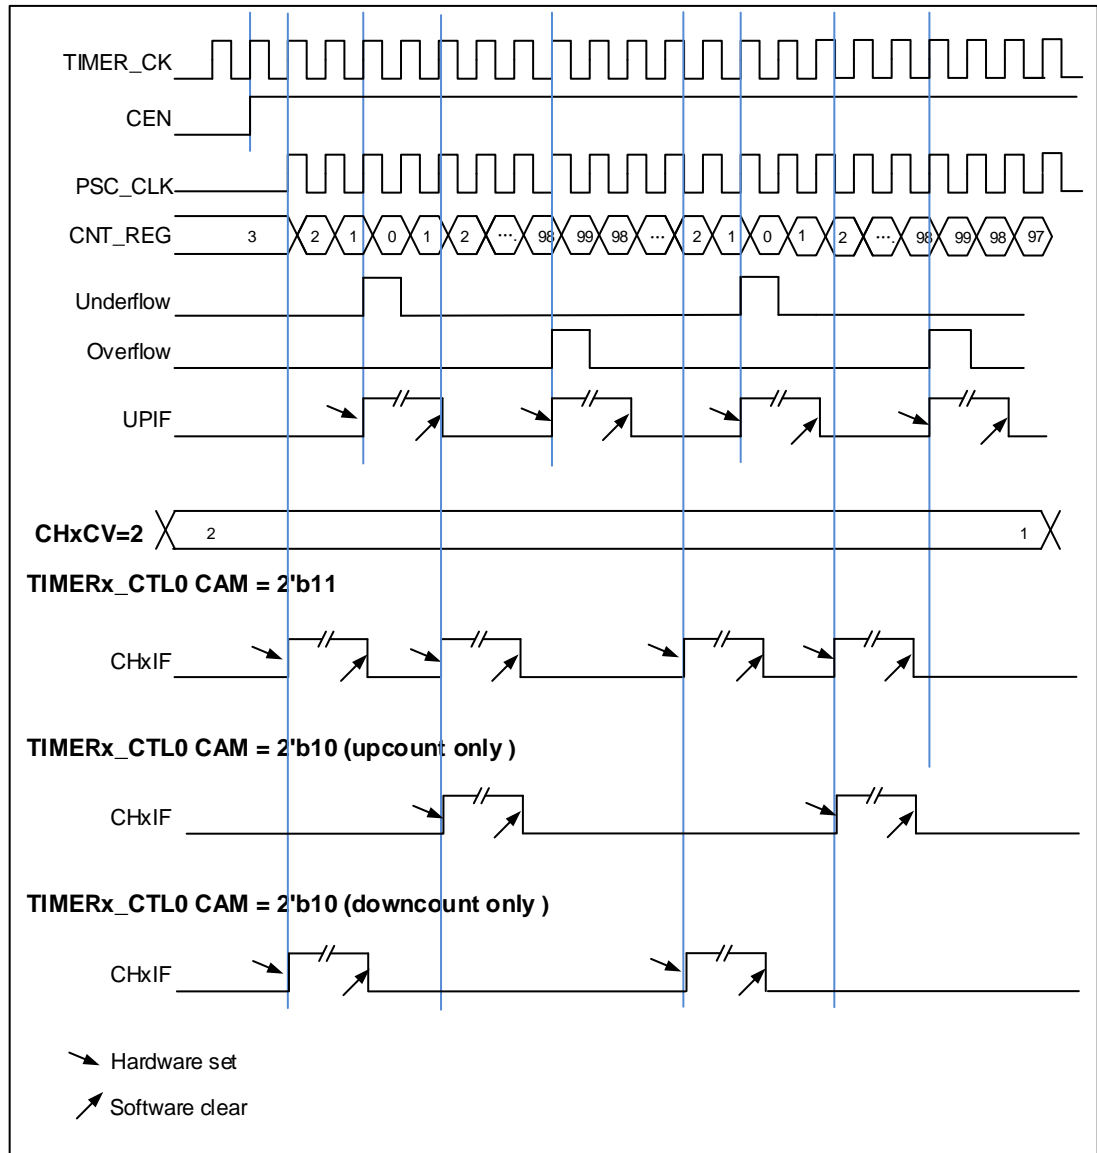 TIMER_CK
CEN
PSC_CLK
CNT_REG 3 2 1 0 1 2 .... 98 99 98 ... 2 1 0 1 2 .... 98 99 98 97
Underflow
Overflow
UPIF
CHxCV=2 2 1
TIMERx_CTL0 CAM = 2'b11
CHxIF
TIMERx_CTL0 CAM = 2'b10 (upcount only )
CHxIF
TIMERx_CTL0 CAM = 2'b10 (downcount only )
CHxIF
Hardware set
Software clear